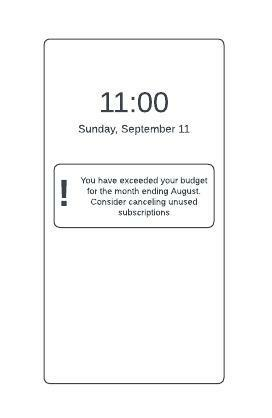 11:00
Sunday, September 11
!
You have exceeded your budget
for the month ending August.
Consider canceling unused
subscriptions